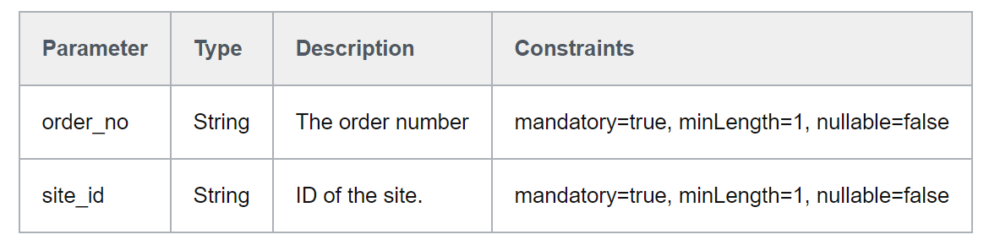 Parameter Type Description Constraints
order_no String The order number mandatory=true, minLength=1, nullable=false
site_id String ID of the site. mandatory=true, minLength=1, nullable=false